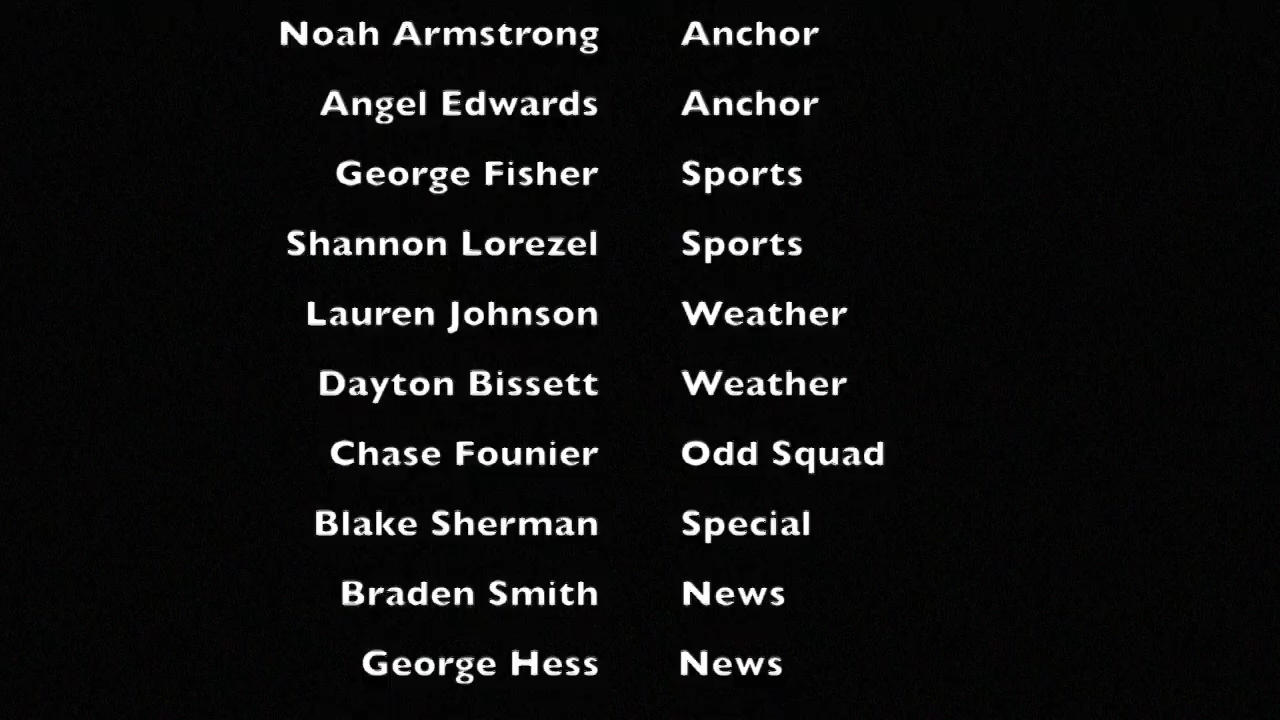 Noah Armstrong Anchor
Angel Edwards Anchor
George Fisher Sports
Shannon Lorezel Sports
Lauren Johnson Weather
Dayton Bissett Weather
Chase Founier Odd Squad
Blake Sherman Special
Braden Smith News
George Hess News